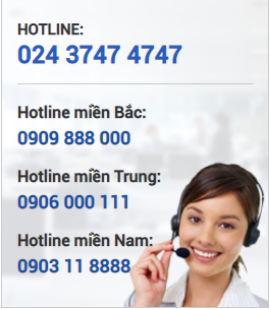 HOTLINE:
024 3747 4747
Hotline miền Bắc:
0909 888 000
Hotline miền Trung:
0906 000 111
Hotline miền Nam:
0903 11 8888